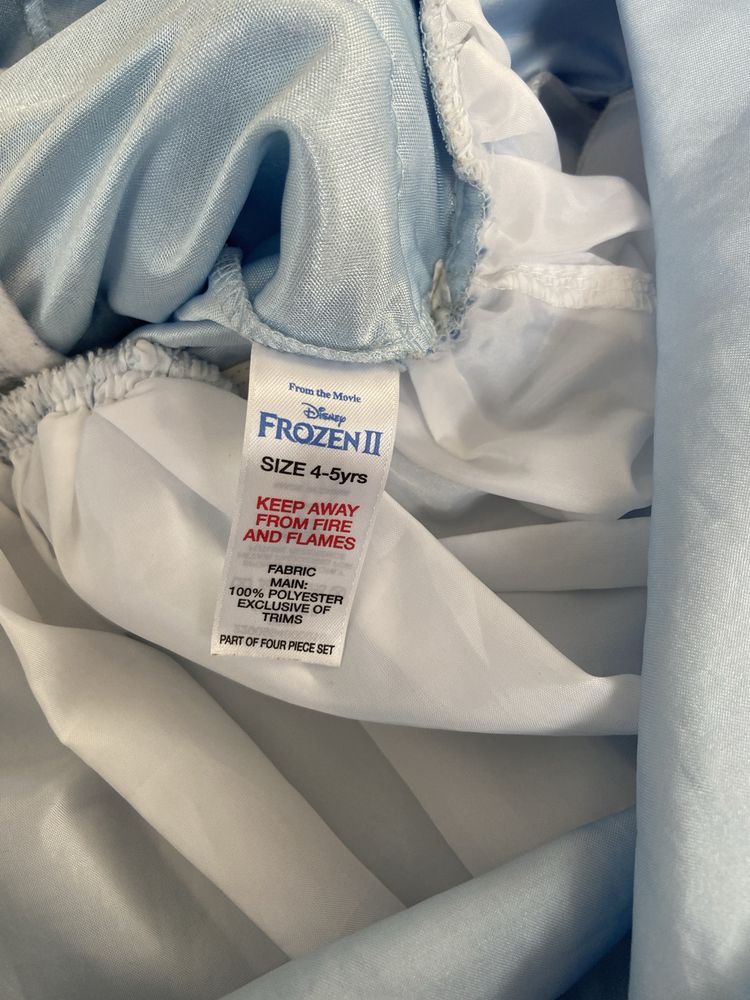 From the Movie
Disney
FROZEN II
SIZE 4-5yrs
KEEP AWAY
FROM FIRE
AND FLAMES
FABRIC
MAIN:
100% POLYESTER
EXCLUSIVE OF
TRIMS
PART OF FOUR PIECE SET